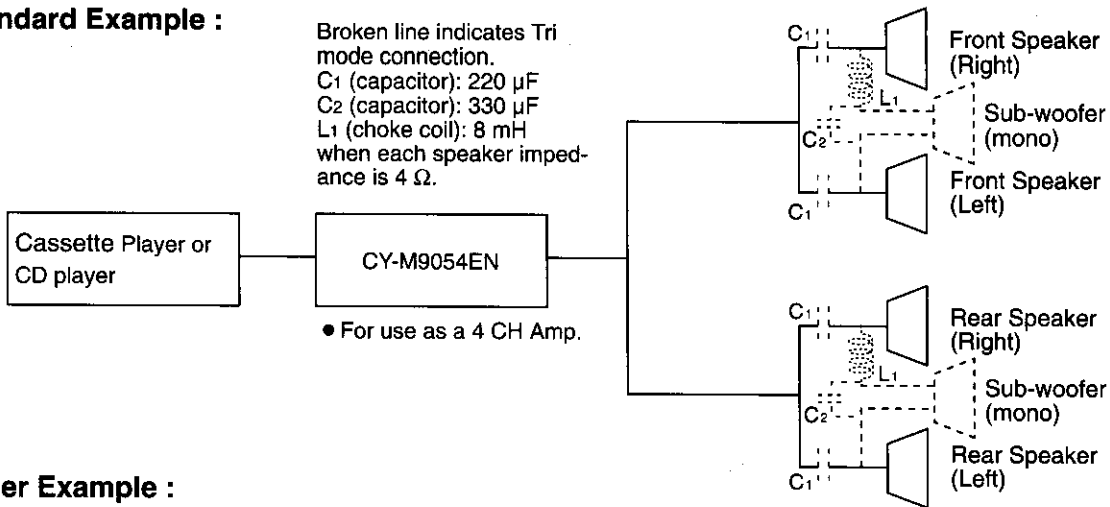 ndard Example :
Broken line indicates Tri
mode connection.
C1 (capacitor): 220 µF
C2 (capacitor): 330 µF
L1 (choke coil): 8 mH
when each speaker imped-
ance is 4 Ω.
Cassette Player or
CD player
CY-M9054EN
● For use as a 4 CH Amp.
C1
Front Speaker
(Right)
L1
Sub-woofer
(mono)
C2
Front Speaker
(Left)
C1
C1
Rear Speaker
(Right)
L1
Sub-woofer
(mono)
C2
Rear Speaker
(Left)
C1
er Example :